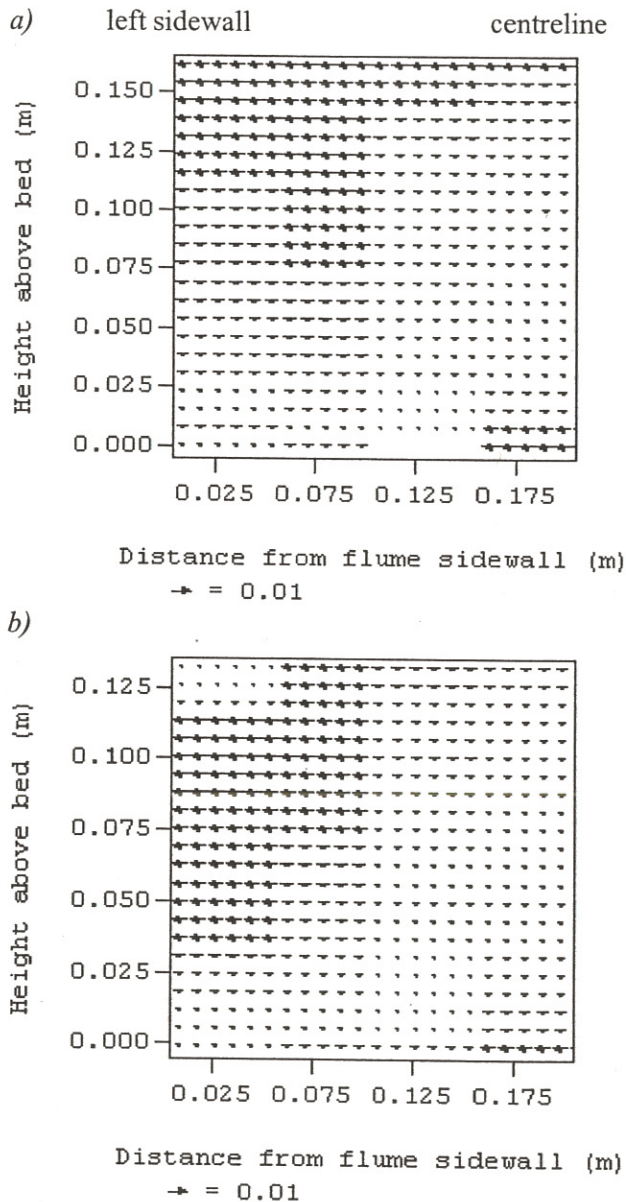 a)
left sidewall centreline
Height above bed (m)
0.150
0.125
0.100
0.075
0.050
0.025
0.000
0.025 0.075 0.125 0.175
Distance from flume sidewall (m)
→ = 0.01
b)
Height above bed (m)
0.125
0.100
0.075
0.050
0.025
0.000
0.025 0.075 0.125 0.175
Distance from flume sidewall (m)
→ = 0.01